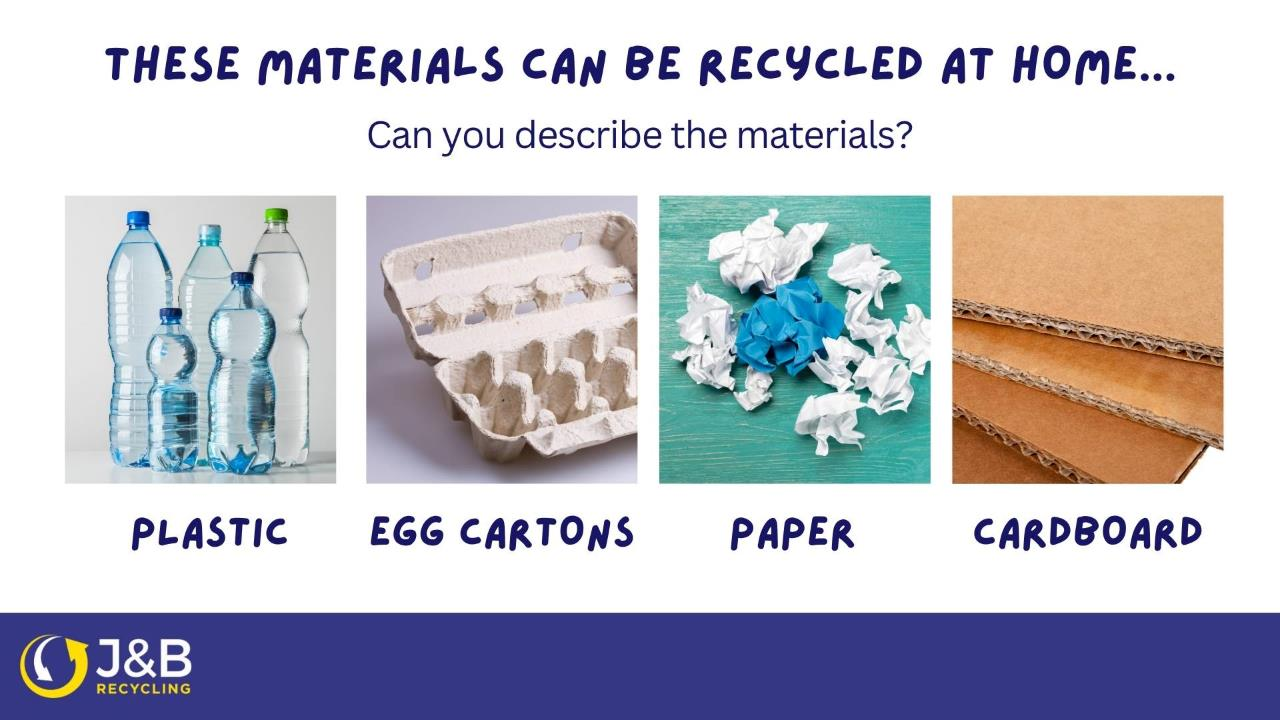 THESE MATERIALS CAN BE RECYCLED AT HOME...
Can you describe the materials?
PLASTIC
EGG CARTONS
PAPER
CARDBOARD
J&B
RECYCLING